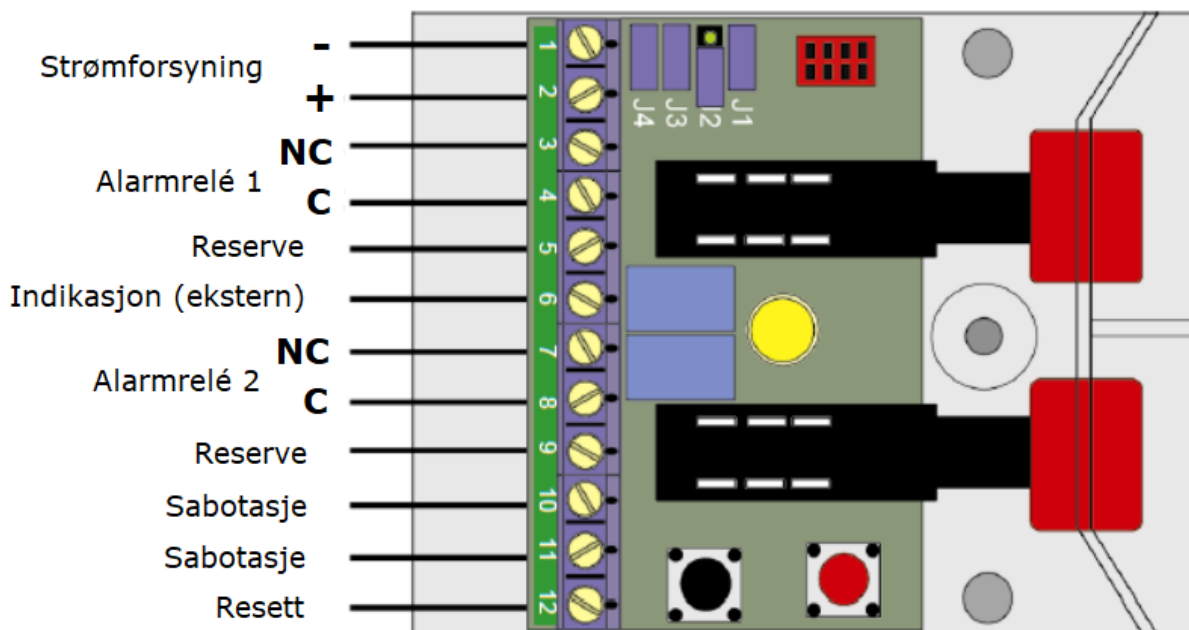 Strømforsyning
-
+
Alarmrelé 1
NC
C
Reserve
Indikasjon (ekstern)
Alarmrelé 2
NC
C
Reserve
Sabotasje
Sabotasje
Resett
1
2
3
4
5
6
7
8
9
10
11
12
J4
J3
J2
J1